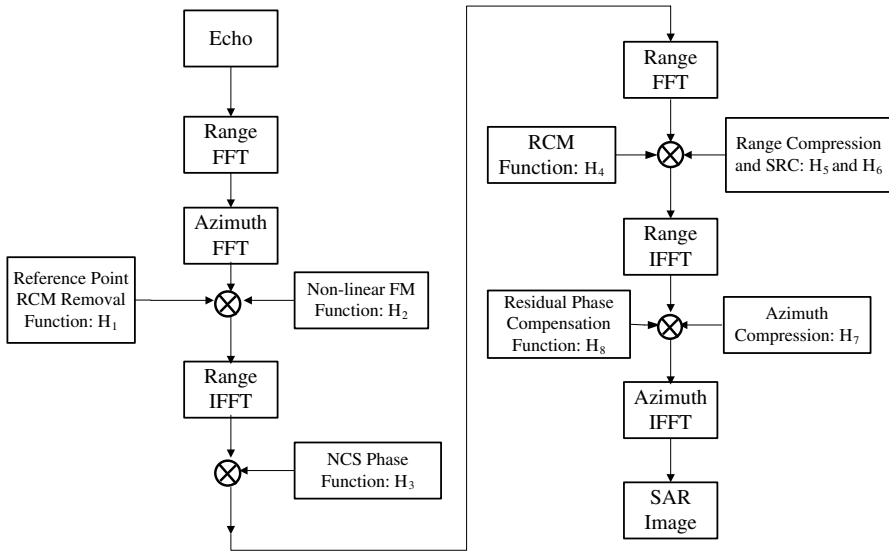 Echo
Range
FFT
Azimuth
FFT
Reference Point
RCM Removal
Function: H₁
Non-linear FM
Function: H₂
Range
IFFT
NCS Phase
Function: H₃
Range
FFT
RCM
Function: H₄
Range Compression
and SRC: H₅ and H₆
Range
IFFT
Residual Phase
Compensation
Function: H₈
Azimuth
Compression: H₇
Azimuth
IFFT
SAR
Image